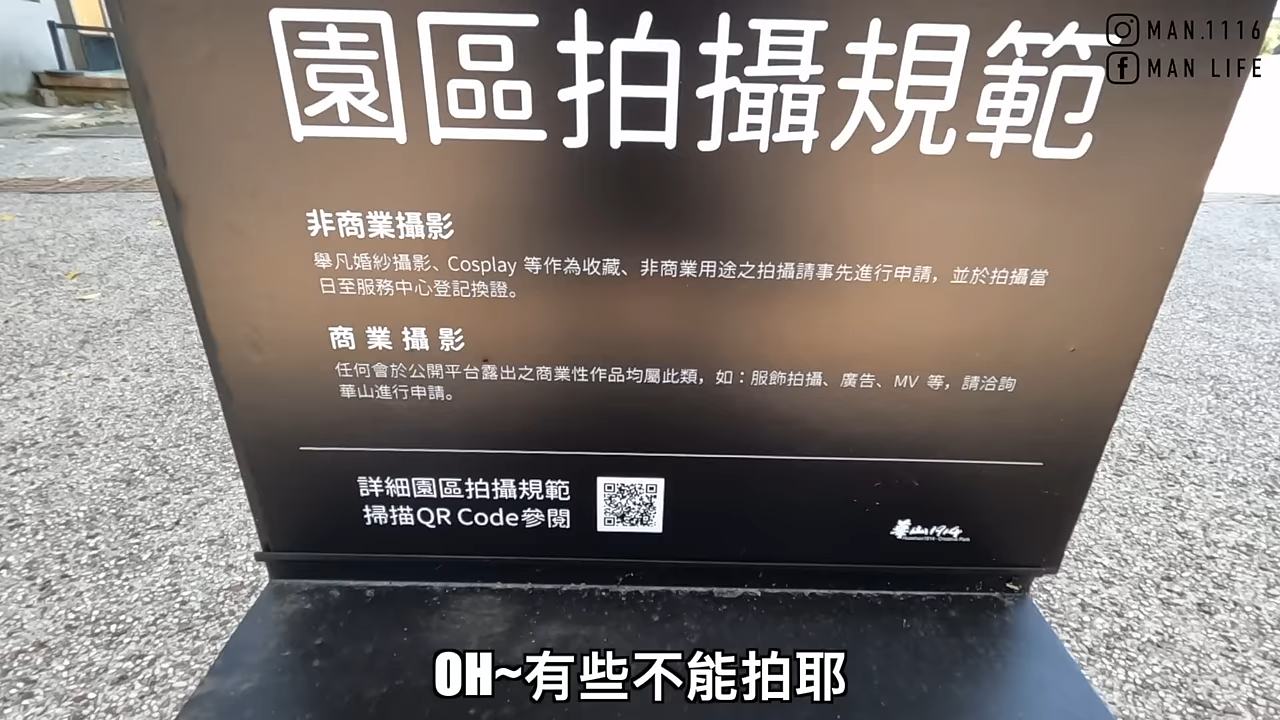 園區拍攝規範
MAN.1116
MAN LIFE
非商業攝影
舉凡婚紗攝影、Cosplay 等作為收藏、非商業用途之拍攝請事先進行申請，並於拍攝當
日至服務中心登記換證。
商業攝影
任何會於公開平台露出之商業性作品均屬此類，如：服飾拍攝、廣告、MV 等，請洽詢
華山進行申請。
詳細園區拍攝規範
掃描QR Code參閱
華山1914
OH~有些不能拍耶